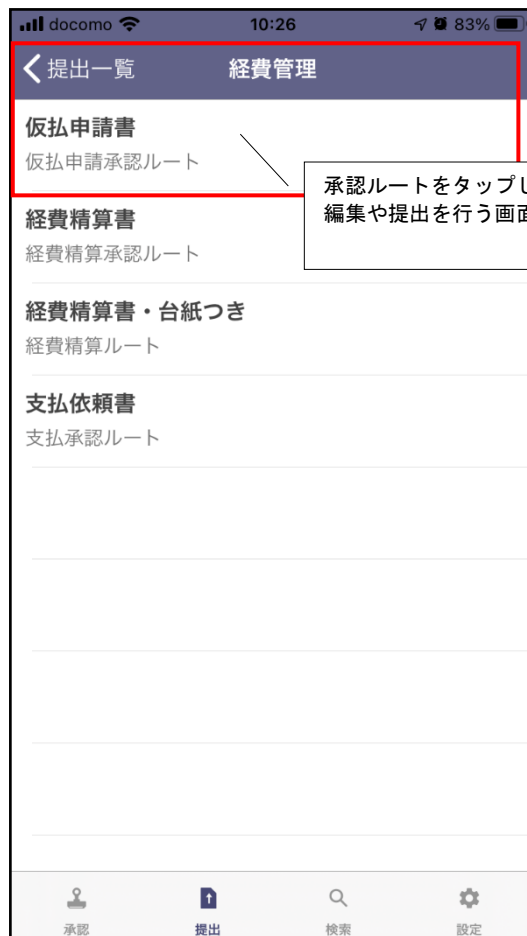 docomo 10:26 83%
提出一覧 経費管理
仮払申請書
仮払申請承認ルート
承認ルートをタップし
編集や提出を行う画面
経費精算書
経費精算承認ルート
経費精算書・台紙つき
経費精算ルート
支払依頼書
支払承認ルート
承認 提出 検索 設定